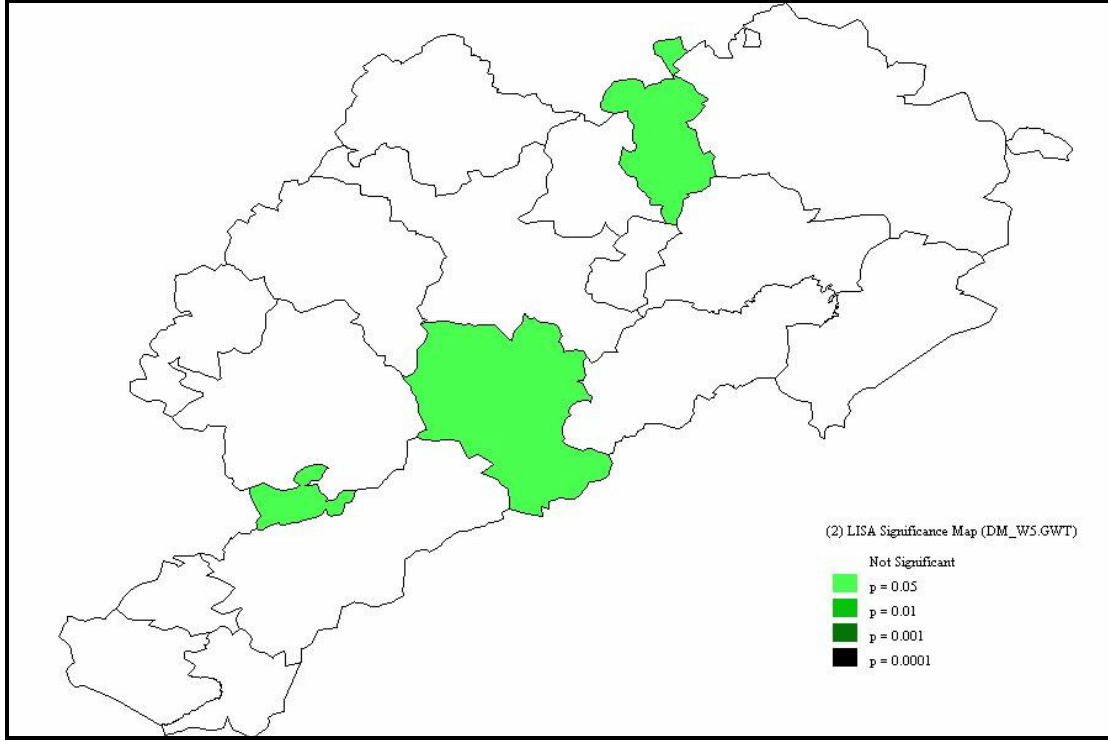 (2) LISA Significance Map (DM_W5.GWT)
Not Significant
p = 0.05
p = 0.01
p = 0.001
p = 0.0001